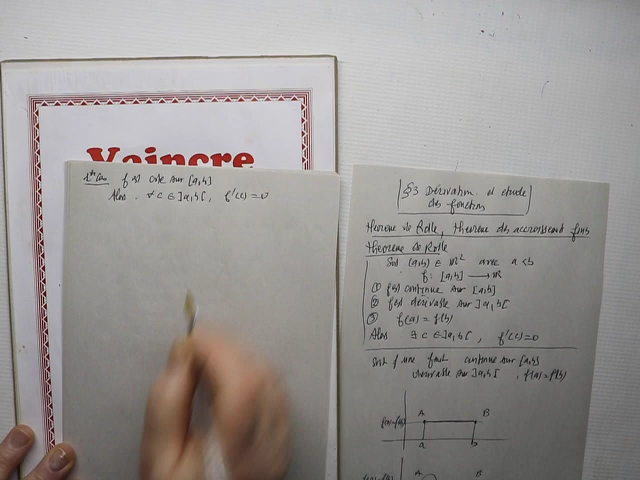 Vaincre
1er Cas f est cste sur [a,b]
Alors ∀ c ∈ ]a,b[, f'(c) = 0
§3 Dérivation et étude
des fonctions
Théorème de Rolle, théorème des accroissements finis
Théorème de Rolle
Soit (a,b) ∈ ℝ² avec a<b
f: [a,b] ⟶ ℝ
① f est continue sur [a,b]
② f est dérivable sur ]a,b[
③ f(a) = f(b)
Alors ∃ c ∈ ]a,b[, f'(c)=0
Soit f une fonct continue sur [a,b]
dérivable sur ]a,b[, f(a)=f(b)
f(a)=f(b) A B
a b
A B